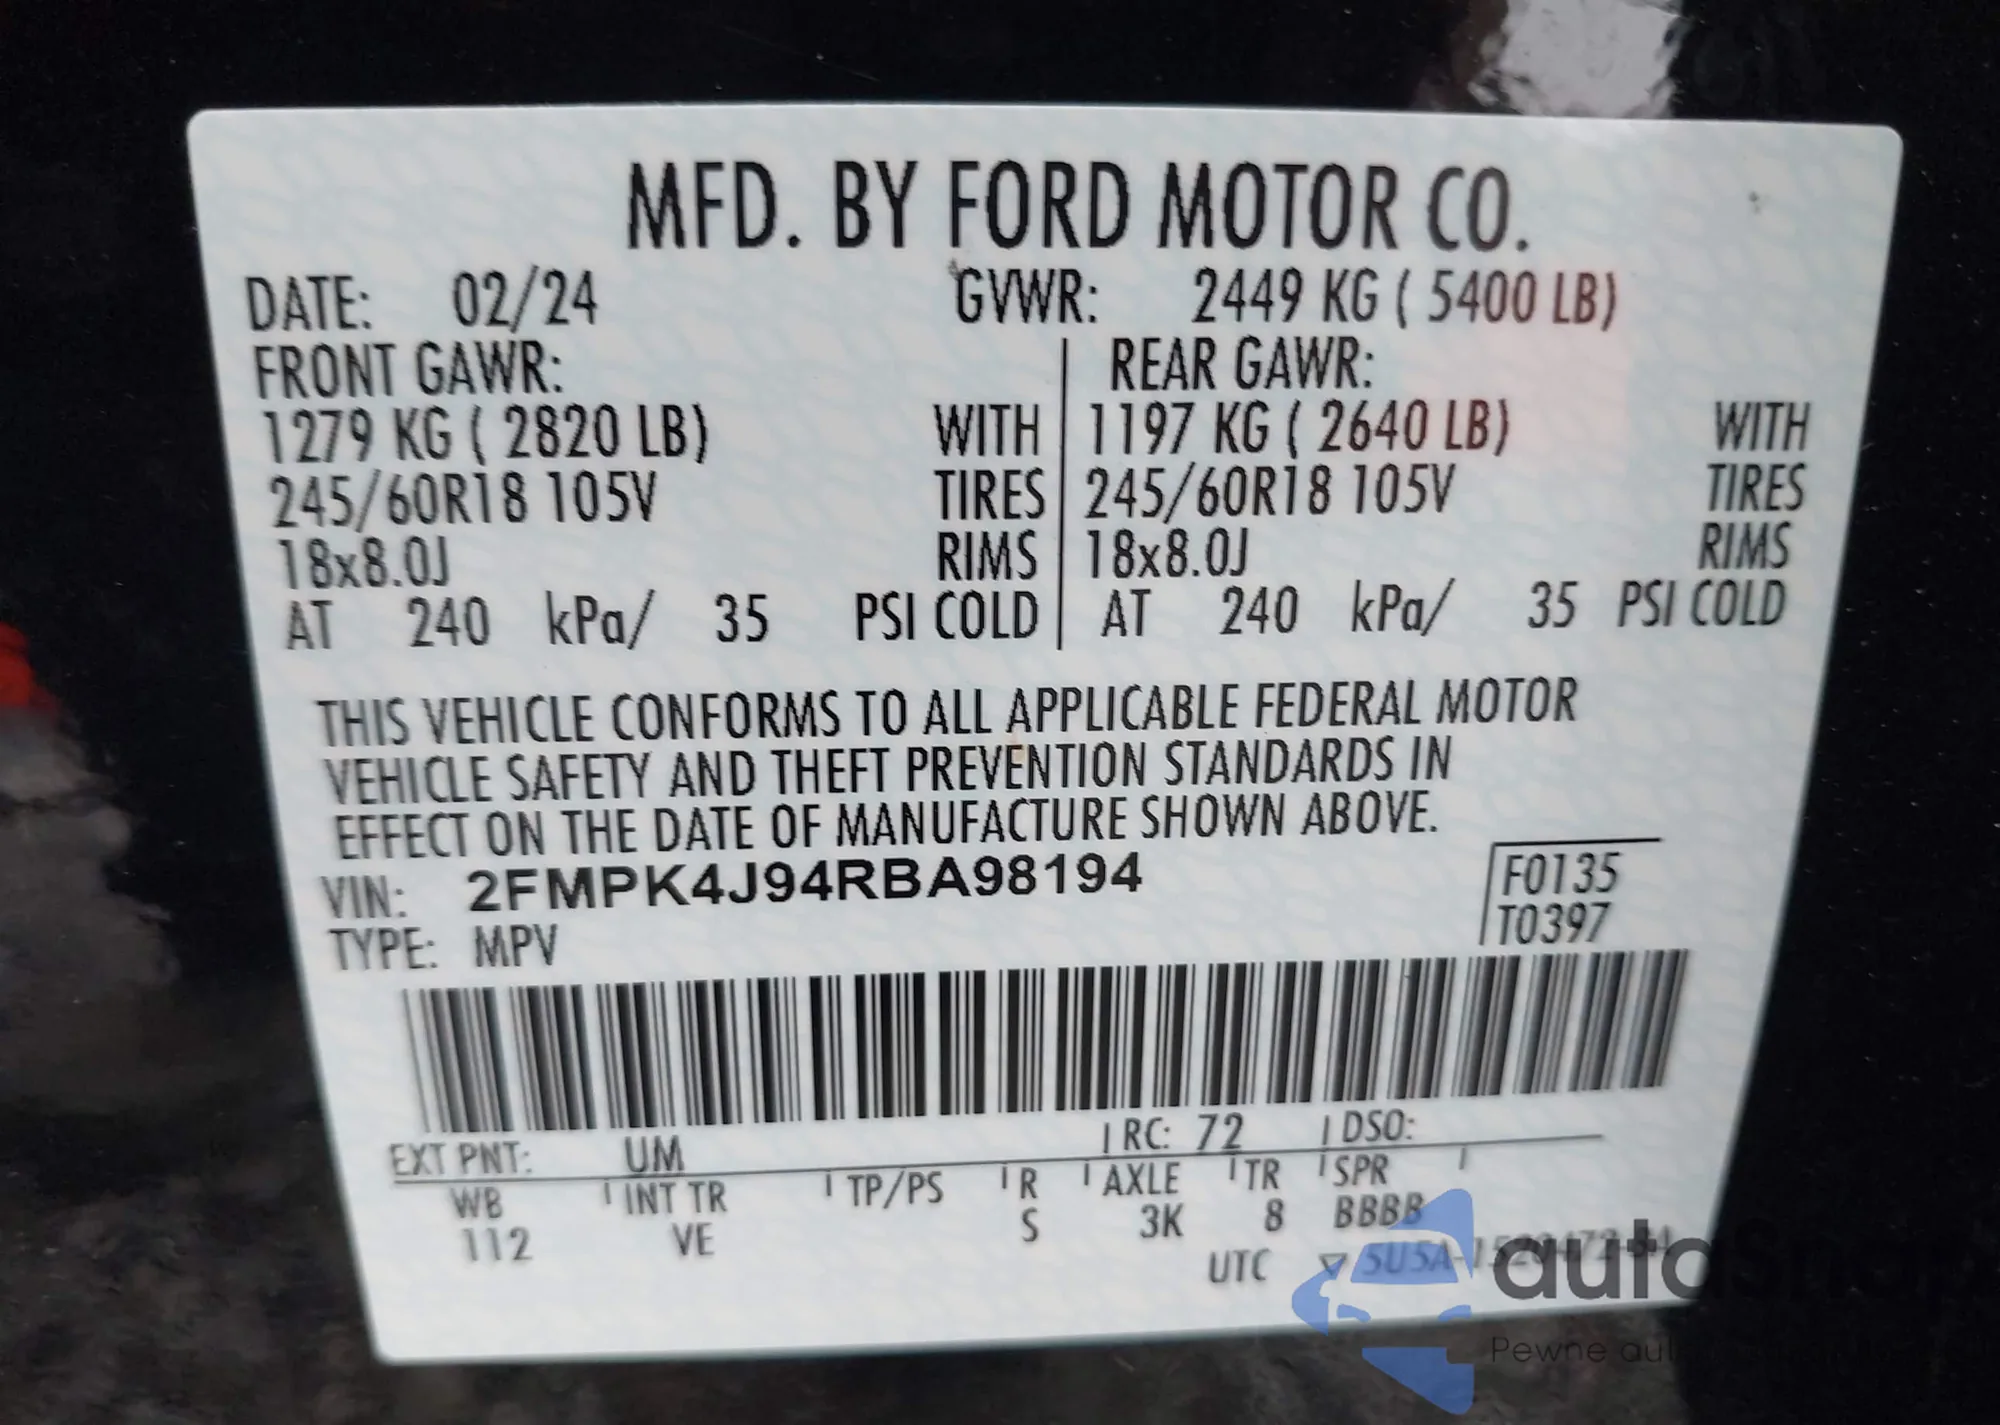 MFD. BY FORD MOTOR CO.
DATE: 02/24 GVWR: 2449 KG ( 5400 LB)
FRONT GAWR: REAR GAWR:
1279 KG ( 2820 LB) WITH 1197 KG ( 2640 LB) WITH
245/60R18 105V TIRES 245/60R18 105V TIRES
18x8.0J RIMS 18x8.0J RIMS
AT 240 kPa/ 35 PSI COLD AT 240 kPa/ 35 PSI COLD
THIS VEHICLE CONFORMS TO ALL APPLICABLE FEDERAL MOTOR
VEHICLE SAFETY AND THEFT PREVENTION STANDARDS IN
EFFECT ON THE DATE OF MANUFACTURE SHOWN ABOVE.
VIN: 2FMPK4J94RBA98194
F0135
TYPE: MPV
T0397
EXT PNT: UM RC: 72 DSO:
WB INT TR TP/PS R AXLE TR SPR
112 VE S 3K 8 BBBB
UTC
Pewne